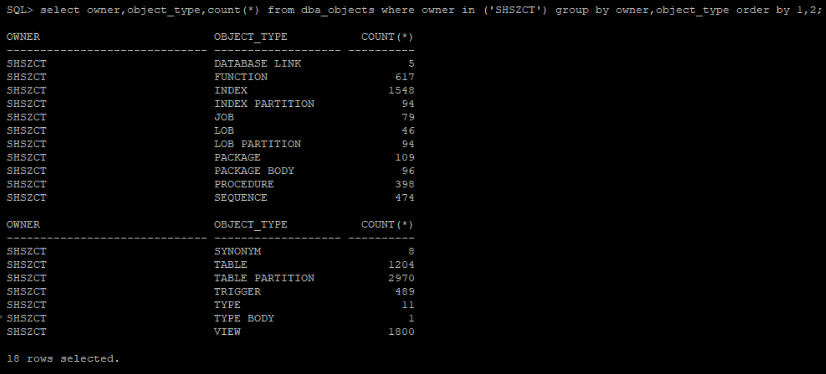 SQL> select owner,object_type,count(*) from dba_objects where owner in ('SHSZCT') group by owner,object_type order by 1,2;
OWNER                          OBJECT_TYPE           COUNT(*)
------------------------------ ------------------- ----------
SHSZCT                         DATABASE LINK                5
SHSZCT                         FUNCTION                   617
SHSZCT                         INDEX                     1548
SHSZCT                         INDEX PARTITION             94
SHSZCT                         JOB                         79
SHSZCT                         LOB                         46
SHSZCT                         LOB PARTITION               94
SHSZCT                         PACKAGE                    109
SHSZCT                         PACKAGE BODY                96
SHSZCT                         PROCEDURE                  398
SHSZCT                         SEQUENCE                   474
OWNER                          OBJECT_TYPE           COUNT(*)
------------------------------ ------------------- ----------
SHSZCT                         SYNONYM                      8
SHSZCT                         TABLE                     1204
SHSZCT                         TABLE PARTITION           2970
SHSZCT                         TRIGGER                    489
SHSZCT                         TYPE                        11
SHSZCT                         TYPE BODY                    1
SHSZCT                         VIEW                      1800
18 rows selected.